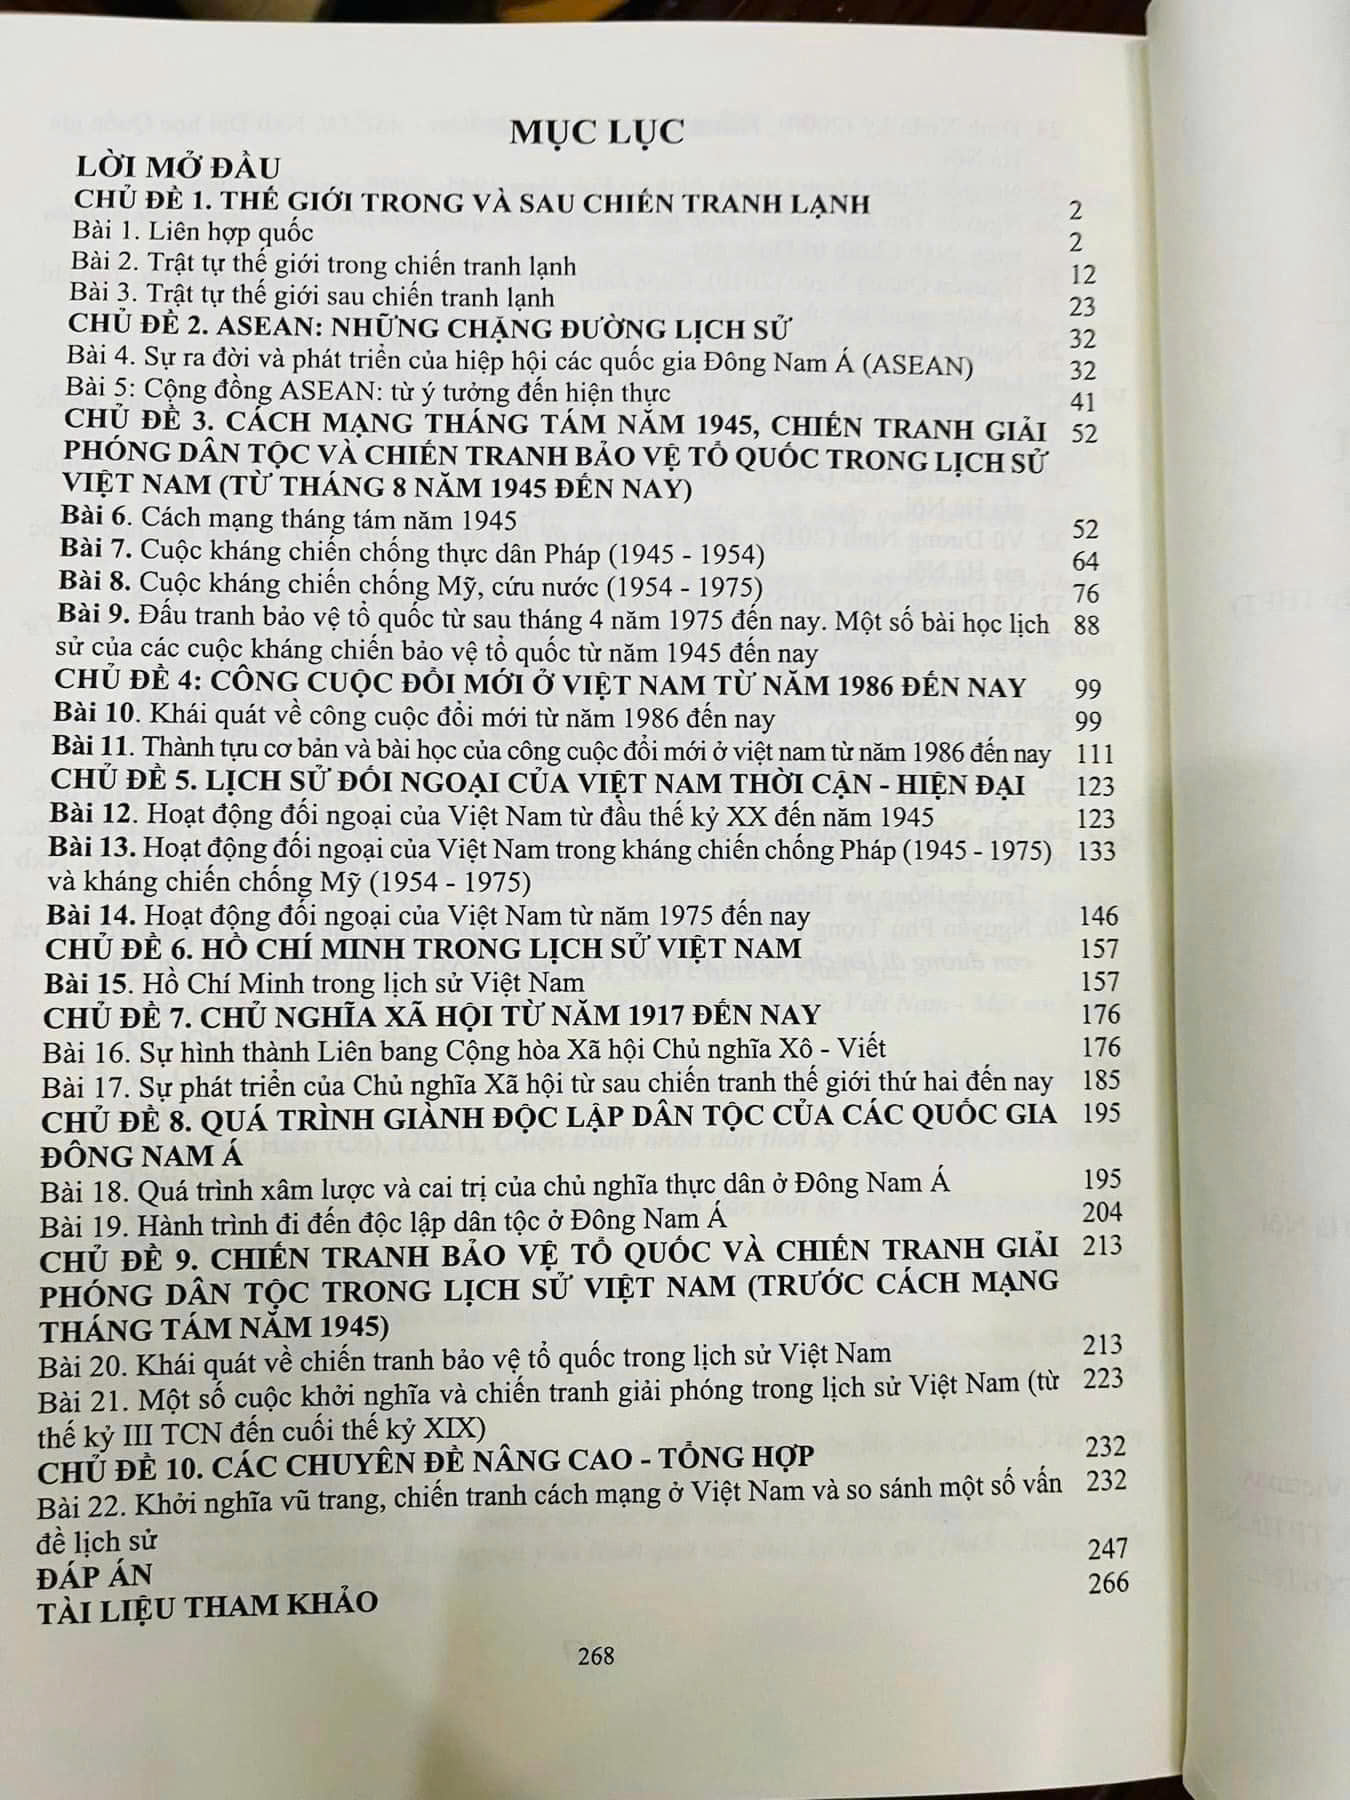 MỤC LỤC
LỜI MỞ ĐẦU
CHỦ ĐỀ 1. THẾ GIỚI TRONG VÀ SAU CHIẾN TRANH LẠNH 2
Bài 1. Liên hợp quốc 2
Bài 2. Trật tự thế giới trong chiến tranh lạnh 12
Bài 3. Trật tự thế giới sau chiến tranh lạnh 23
CHỦ ĐỀ 2. ASEAN: NHỮNG CHẶNG ĐƯỜNG LỊCH SỬ 32
Bài 4. Sự ra đời và phát triển của hiệp hội các quốc gia Đông Nam Á (ASEAN) 32
Bài 5: Cộng đồng ASEAN: từ ý tưởng đến hiện thực 41
CHỦ ĐỀ 3. CÁCH MẠNG THÁNG TÁM NĂM 1945, CHIẾN TRANH GIẢI 52
PHÓNG DÂN TỘC VÀ CHIẾN TRANH BẢO VỆ TỔ QUỐC TRONG LỊCH SỬ
VIỆT NAM (TỪ THÁNG 8 NĂM 1945 ĐẾN NAY)
Bài 6. Cách mạng tháng tám năm 1945 52
Bài 7. Cuộc kháng chiến chống thực dân Pháp (1945 - 1954) 64
Bài 8. Cuộc kháng chiến chống Mỹ, cứu nước (1954 - 1975) 76
Bài 9. Đấu tranh bảo vệ tổ quốc từ sau tháng 4 năm 1975 đến nay. Một số bài học lịch 88
sử của các cuộc kháng chiến bảo vệ tổ quốc từ năm 1945 đến nay
CHỦ ĐỀ 4: CÔNG CUỘC ĐỔI MỚI Ở VIỆT NAM TỪ NĂM 1986 ĐẾN NAY 99
Bài 10. Khái quát về công cuộc đổi mới từ năm 1986 đến nay 99
Bài 11. Thành tựu cơ bản và bài học của công cuộc đổi mới ở việt nam từ năm 1986 đến nay 111
CHỦ ĐỀ 5. LỊCH SỬ ĐỐI NGOẠI CỦA VIỆT NAM THỜI CẬN - HIỆN ĐẠI 123
Bài 12. Hoạt động đối ngoại của Việt Nam từ đầu thế kỷ XX đến năm 1945 123
Bài 13. Hoạt động đối ngoại của Việt Nam trong kháng chiến chống Pháp (1945 - 1975) 133
và kháng chiến chống Mỹ (1954 - 1975)
Bài 14. Hoạt động đối ngoại của Việt Nam từ năm 1975 đến nay 146
CHỦ ĐỀ 6. HỒ CHÍ MINH TRONG LỊCH SỬ VIỆT NAM 157
Bài 15. Hồ Chí Minh trong lịch sử Việt Nam 157
CHỦ ĐỀ 7. CHỦ NGHĨA XÃ HỘI TỪ NĂM 1917 ĐẾN NAY 176
Bài 16. Sự hình thành Liên bang Cộng hòa Xã hội Chủ nghĩa Xô - Viết 176
Bài 17. Sự phát triển của Chủ nghĩa Xã hội từ sau chiến tranh thế giới thứ hai đến nay 185
CHỦ ĐỀ 8. QUÁ TRÌNH GIÀNH ĐỘC LẬP DÂN TỘC CỦA CÁC QUỐC GIA 195
ĐÔNG NAM Á
Bài 18. Quá trình xâm lược và cai trị của chủ nghĩa thực dân ở Đông Nam Á 195
Bài 19. Hành trình đi đến độc lập dân tộc ở Đông Nam Á 204
CHỦ ĐỀ 9. CHIẾN TRANH BẢO VỆ TỔ QUỐC VÀ CHIẾN TRANH GIẢI 213
PHÓNG DÂN TỘC TRONG LỊCH SỬ VIỆT NAM (TRƯỚC CÁCH MẠNG
THÁNG TÁM NĂM 1945)
Bài 20. Khái quát về chiến tranh bảo vệ tổ quốc trong lịch sử Việt Nam 213
Bài 21. Một số cuộc khởi nghĩa và chiến tranh giải phóng trong lịch sử Việt Nam (từ 223
thế kỷ III TCN đến cuối thế kỷ XIX)
CHỦ ĐỀ 10. CÁC CHUYÊN ĐỀ NÂNG CAO - TỔNG HỢP 232
Bài 22. Khởi nghĩa vũ trang, chiến tranh cách mạng ở Việt Nam và so sánh một số vấn 232
đề lịch sử
ĐÁP ÁN 247
TÀI LIỆU THAM KHẢO 266
268